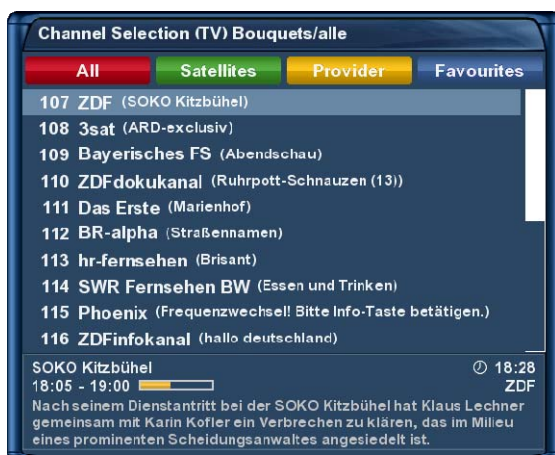 Channel Selection (TV) Bouquets/alle
All Satellites Provider Favourites
107 ZDF (SOKO Kitzbühel)
108 3sat (ARD-exclusiv)
109 Bayerisches FS (Abendschau)
110 ZDFdokukanal (Ruhrpott-Schnauzen (13))
111 Das Erste (Marienhof)
112 BR-alpha (Straßennamen)
113 hr-fernsehen (Brisant)
114 SWR Fernsehen BW (Essen und Trinken)
115 Phoenix (Frequenzwechsel! Bitte Info-Taste betätigen.)
116 ZDFinfokanal (hallo deutschland)
SOKO Kitzbühel 18:28
18:05 - 19:00 ZDF
Nach seinem Dienstantritt bei der SOKO Kitzbühel hat Klaus Lechner
gemeinsam mit Karin Kofler ein Verbrechen zu klären, das im Milieu
eines prominenten Scheidungsanwaltes angesiedelt ist.